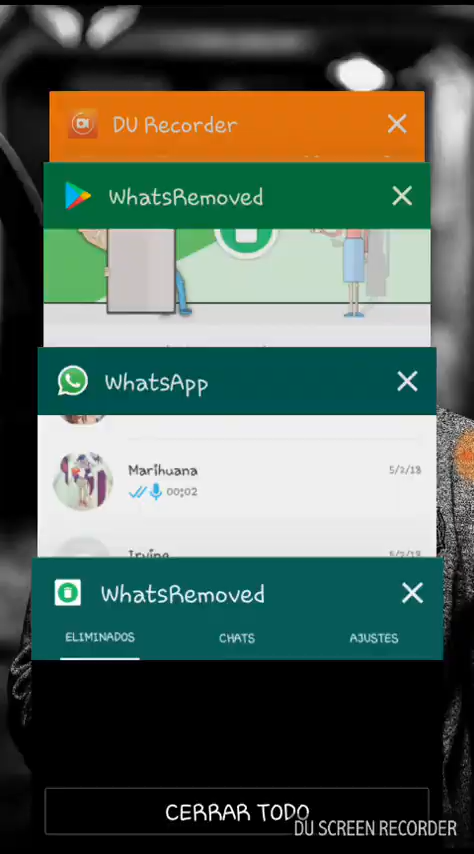 DU Recorder
WhatsRemoved
WhatsApp
Marihuana 5/2/18
00:02
Irvine 5/2/18
WhatsRemoved
ELIMINADOS CHATS AJUSTES
CERRAR TODO
DU SCREEN RECORDER